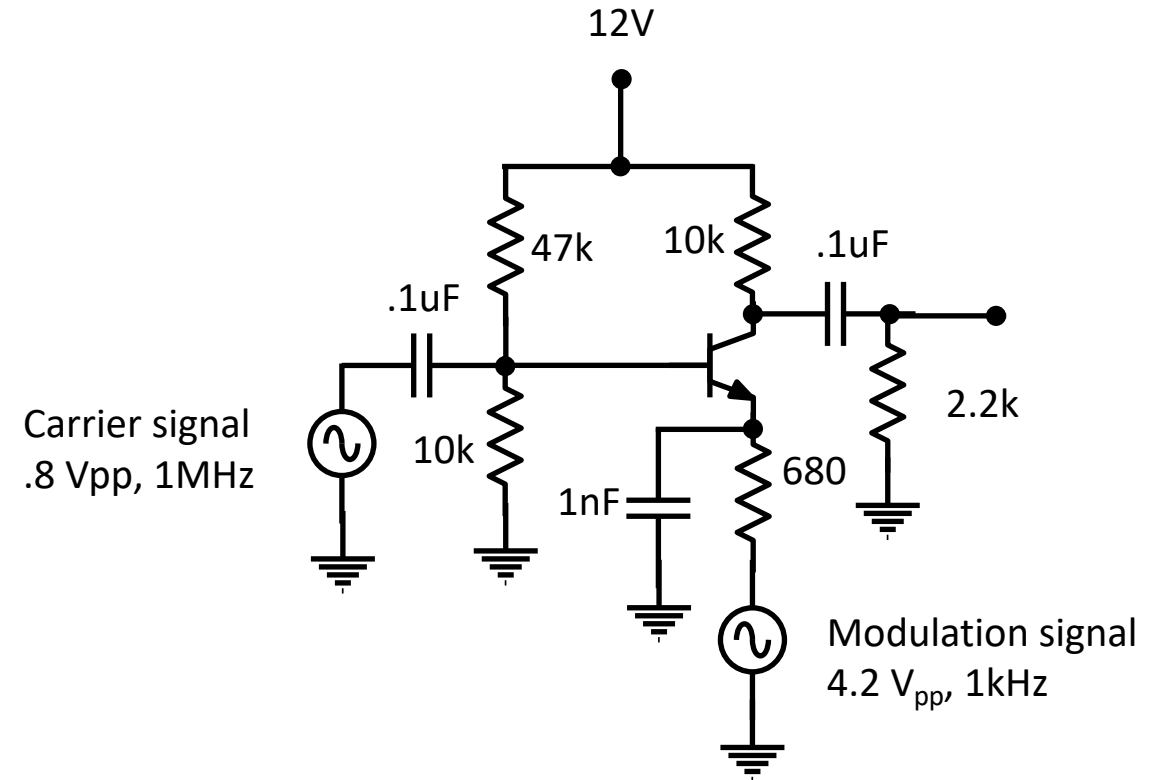 12V
47k
10k
.1uF
.1uF
Carrier signal
.8 Vpp, 1MHz
10k
2.2k
680
1nF
Modulation signal
4.2 Vpp, 1kHz